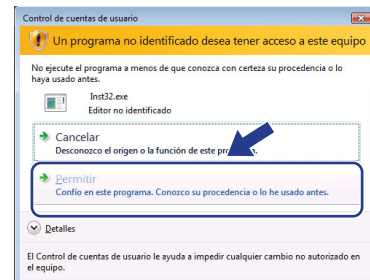 Control de cuentas de usuario
Un programa no identificado desea tener acceso a este equipo
No ejecute el programa a menos de que conozca con certeza su procedencia o lo
haya usado antes.
Inst32.exe
Editor no identificado
Cancelar
Desconozco el origen o la función de este
Permitir
Confío en este programa. Conozco su procedencia o lo he usado antes.
Detalles
El Control de cuentas de usuario le ayuda a impedir cualquier cambio no autorizado en
el equipo.